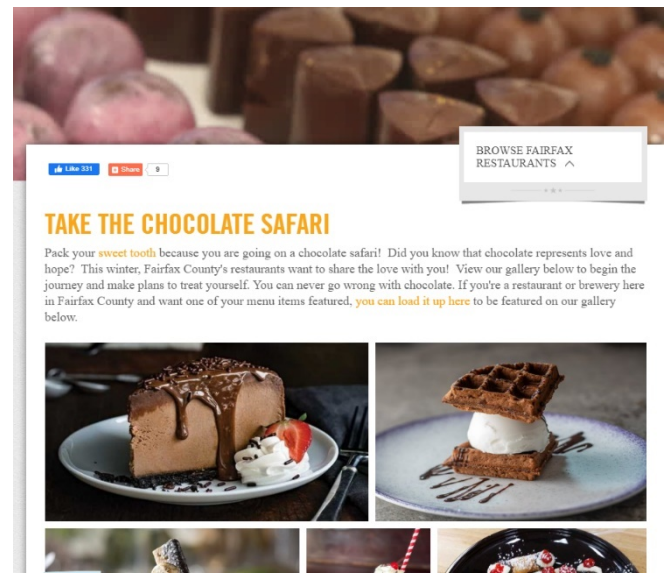 BROWSE FAIRFAX
RESTAURANTS
Like 331
Share
9
TAKE THE CHOCOLATE SAFARI
Pack your sweet tooth because you are going on a chocolate safari! Did you know that chocolate represents love and
hope? This winter, Fairfax County's restaurants want to share the love with you! View our gallery below to begin the
journey and make plans to treat yourself. You can never go wrong with chocolate. If you're a restaurant or brewery here
in Fairfax County and want one of your menu items featured, you can load it up here to be featured on our gallery
below.